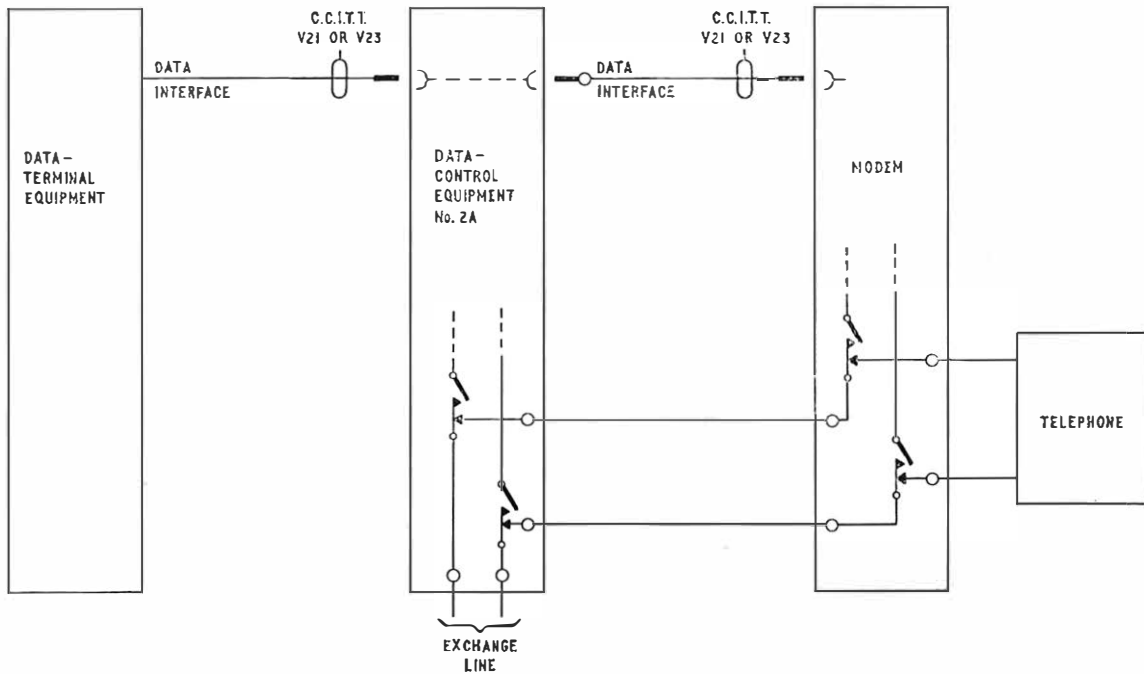 C.C.I.T.T.
V21 OR V23
DATA
INTERFACE
C.C.I.T.T.
V21 OR V23
DATA
INTERFACE
DATA-
TERMINAL
EQUIPMENT
DATA-
CONTROL
EQUIPMENT
No. 2A
MODEM
TELEPHONE
EXCHANGE
LINE